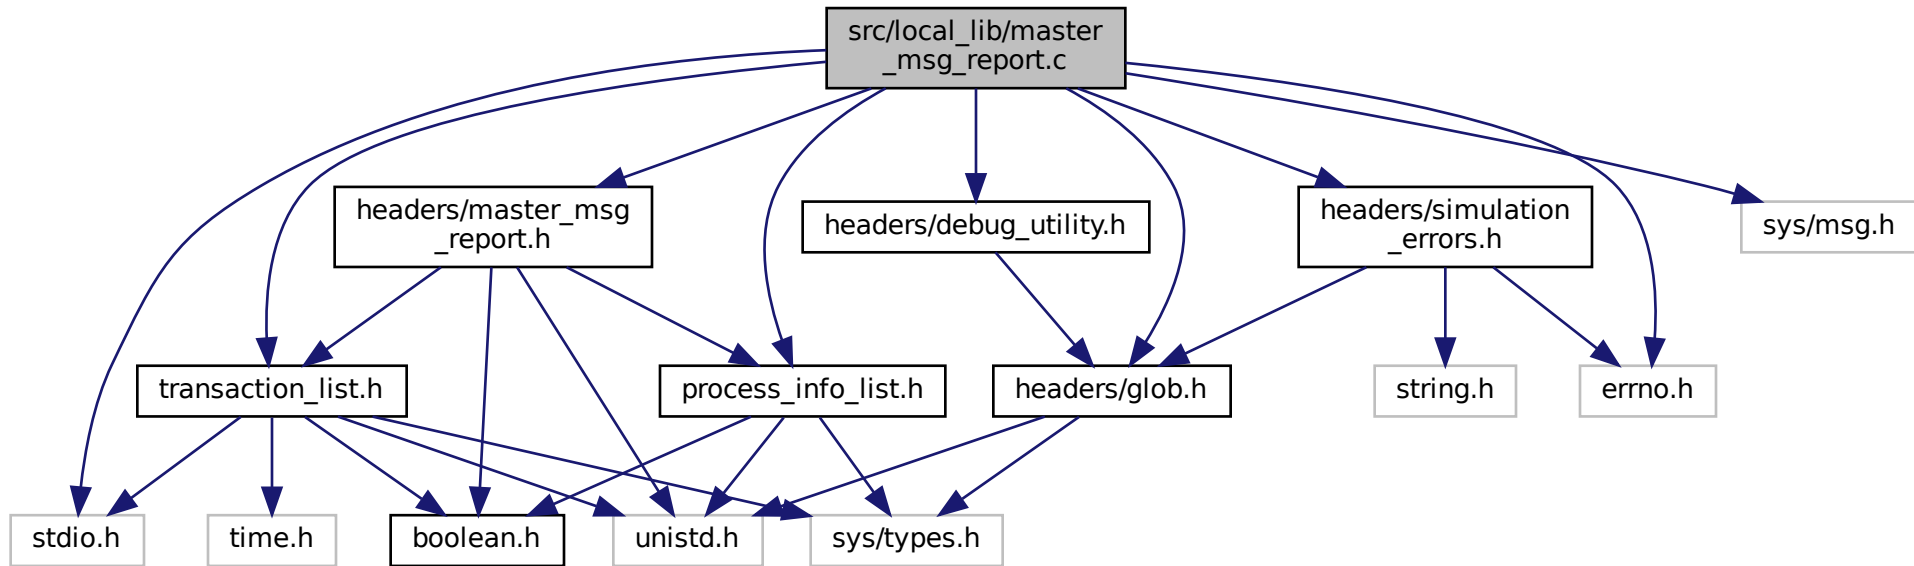 src/local_lib/master
_msg_report.c
headers/master_msg
_report.h
headers/debug_utility.h
headers/simulation
_errors.h
sys/msg.h
transaction_list.h
process_info_list.h
headers/glob.h
string.h
errno.h
stdio.h
time.h
boolean.h
unistd.h
sys/types.h